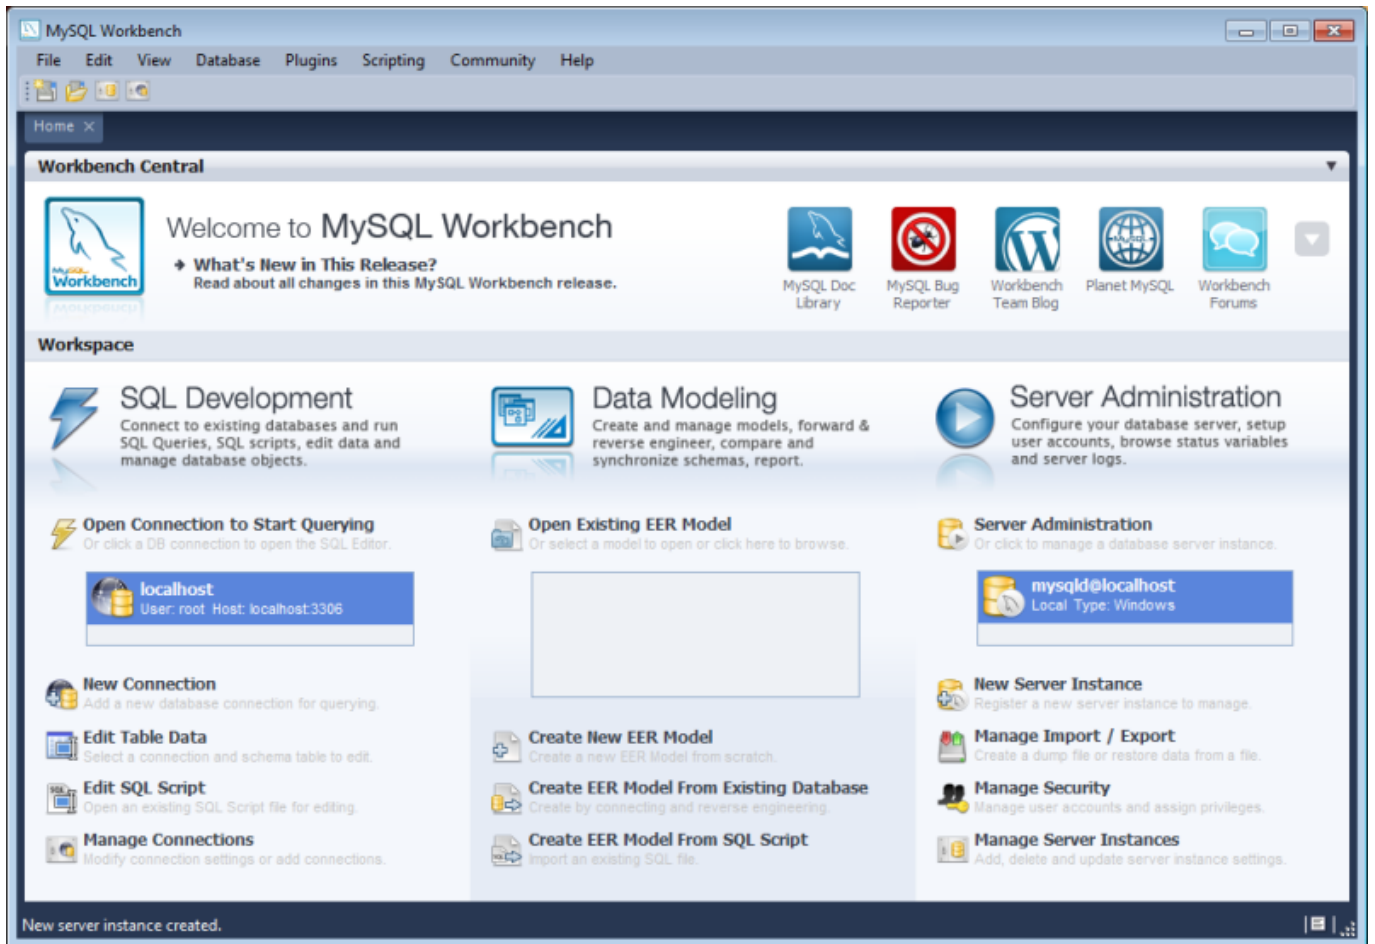 MySQL Workbench
File Edit View Database Plugins Scripting Community Help
Home
Workbench Central
MySQL
Workbench
Welcome to MySQL Workbench
What's New in This Release?
Read about all changes in this MySQL Workbench release.
MySQL Doc
Library
MySQL Bug
Reporter
Workbench
Team Blog
MySQL
Planet MySQL
Workbench
Forums
Workspace
SQL Development
Connect to existing databases and run
SQL Queries, SQL scripts, edit data and
manage database objects.
Open Connection to Start Querying
Or click a DB connection to open the SQL Editor.
localhost
User: root Host: localhost:3306
New Connection
Add a new database connection for querying.
Edit Table Data
Select a connection and schema table to edit.
Edit SQL Script
Open an existing SQL Script file for editing.
Manage Connections
Modify connection settings or add connections.
Data Modeling
Create and manage models, forward &
reverse engineer, compare and
synchronize schemas, report.
Open Existing EER Model
Or select a model to open or click here to browse.
Create New EER Model
Create a new EER Model from scratch.
Create EER Model From Existing Database
Create by connecting and reverse engineering.
Create EER Model From SQL Script
Import an existing SQL file.
Server Administration
Configure your database server, setup
user accounts, browse status variables
and server logs.
Server Administration
Or click to manage a database server instance.
mysqld@localhost
Local Type: Windows
New Server Instance
Register a new server instance to manage.
Manage Import / Export
Create a dump file or restore data from a file.
Manage Security
Manage user accounts and assign privileges.
Manage Server Instances
Add, delete and update server instance settings.
New server instance created.